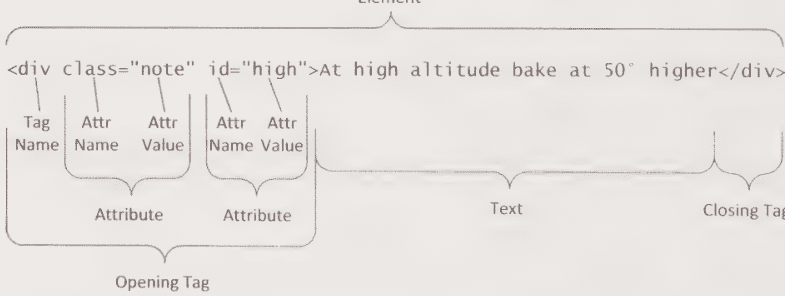 Element
<div class="note" id="high">At high altitude bake at 50° higher</div>
Tag Attr Attr Attr Attr
Name Name Value Name Value
Attribute Attribute Text Closing Tag
Opening Tag